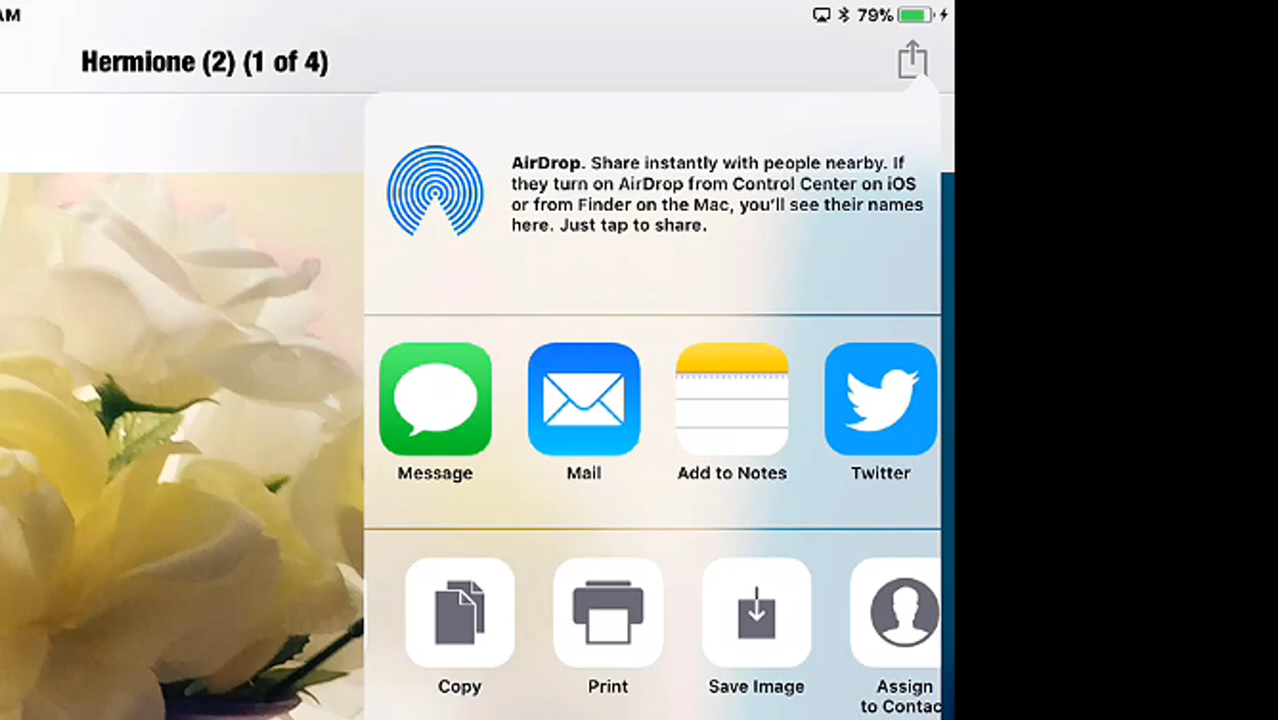 AM
79%
Hermione (2) (1 of 4)
AirDrop. Share instantly with people nearby. If
they turn on AirDrop from Control Center on iOS
or from Finder on the Mac, you'll see their names
here. Just tap to share.
Message
Mail
Add to Notes
Twitter
Copy
Print
Save Image
Assign
to Contac